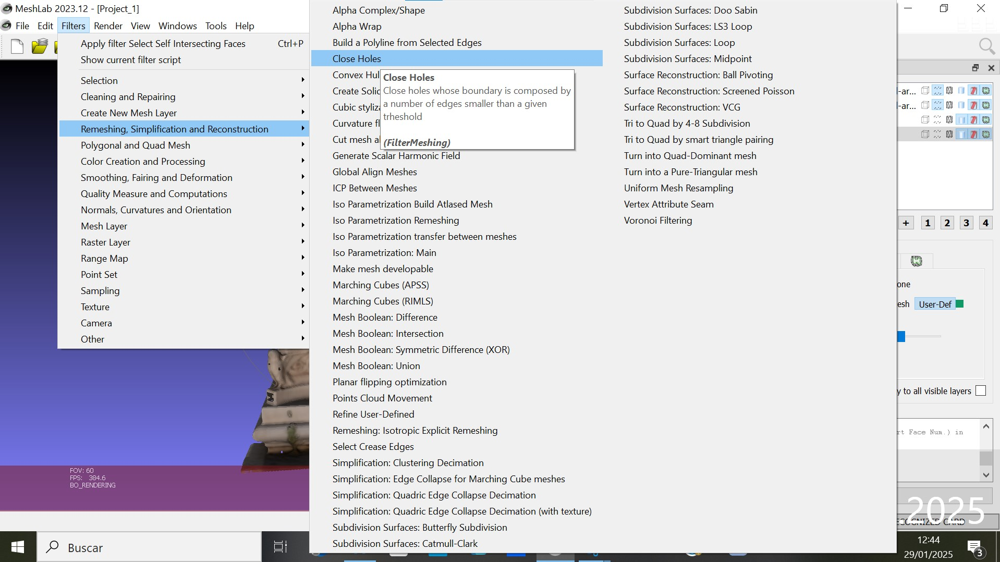 MeshLab 2023.12 - [Project_1]
File Edit Filters Render View Windows Tools Help
Apply filter Select Self Intersecting Faces Ctrl+P
Show current filter script
Selection
Cleaning and Repairing
Create New Mesh Layer
Remeshing, Simplification and Reconstruction
Polygonal and Quad Mesh
Color Creation and Processing
Smoothing, Fairing and Deformation
Quality Measure and Computations
Normals, Curvatures and Orientation
Mesh Layer
Raster Layer
Range Map
Point Set
Sampling
Texture
Camera
Other
Alpha Complex/Shape
Alpha Wrap
Build a Polyline from Selected Edges
Close Holes
Convex Hul
Create Solid
Cubic styliza
Curvature fl
Cut mesh al
Close Holes
Close holes whose boundary is composed by
a number of edges smaller than a given
trheshold
(FilterMeshing)
Generate Scalar Harmonic Field
Global Align Meshes
ICP Between Meshes
Iso Parametrization Build Atlased Mesh
Iso Parametrization Remeshing
Iso Parametrization transfer between meshes
Iso Parametrization: Main
Make mesh developable
Marching Cubes (APSS)
Marching Cubes (RIMLS)
Mesh Boolean: Difference
Mesh Boolean: Intersection
Mesh Boolean: Symmetric Difference (XOR)
Mesh Boolean: Union
Planar flipping optimization
Points Cloud Movement
Refine User-Defined
Remeshing: Isotropic Explicit Remeshing
Select Crease Edges
Simplification: Clustering Decimation
Simplification: Edge Collapse for Marching Cube meshes
Simplification: Quadric Edge Collapse Decimation
Simplification: Quadric Edge Collapse Decimation (with texture)
Subdivision Surfaces: Butterfly Subdivision
Subdivision Surfaces: Catmull-Clark
Subdivision Surfaces: Doo Sabin
Subdivision Surfaces: LS3 Loop
Subdivision Surfaces: Loop
Subdivision Surfaces: Midpoint
Surface Reconstruction: Ball Pivoting
Surface Reconstruction: Screened Poisson
Surface Reconstruction: VCG
Tri to Quad by 4-8 Subdivision
Tri to Quad by smart triangle pairing
Turn into Quad-Dominant mesh
Turn into a Pure-Triangular mesh
Uniform Mesh Resampling
Vertex Attribute Seam
Voronoi Filtering
l-ar...
l-ar...
+ 1 2 3 4
one
esh User-Def
y to all visible layers
rt Face Num.) in
.2025
ECOGNIZED CARD
FOV: 60
FPS: 384.6
BO_RENDERING
Buscar
12:44
29/01/2025
3